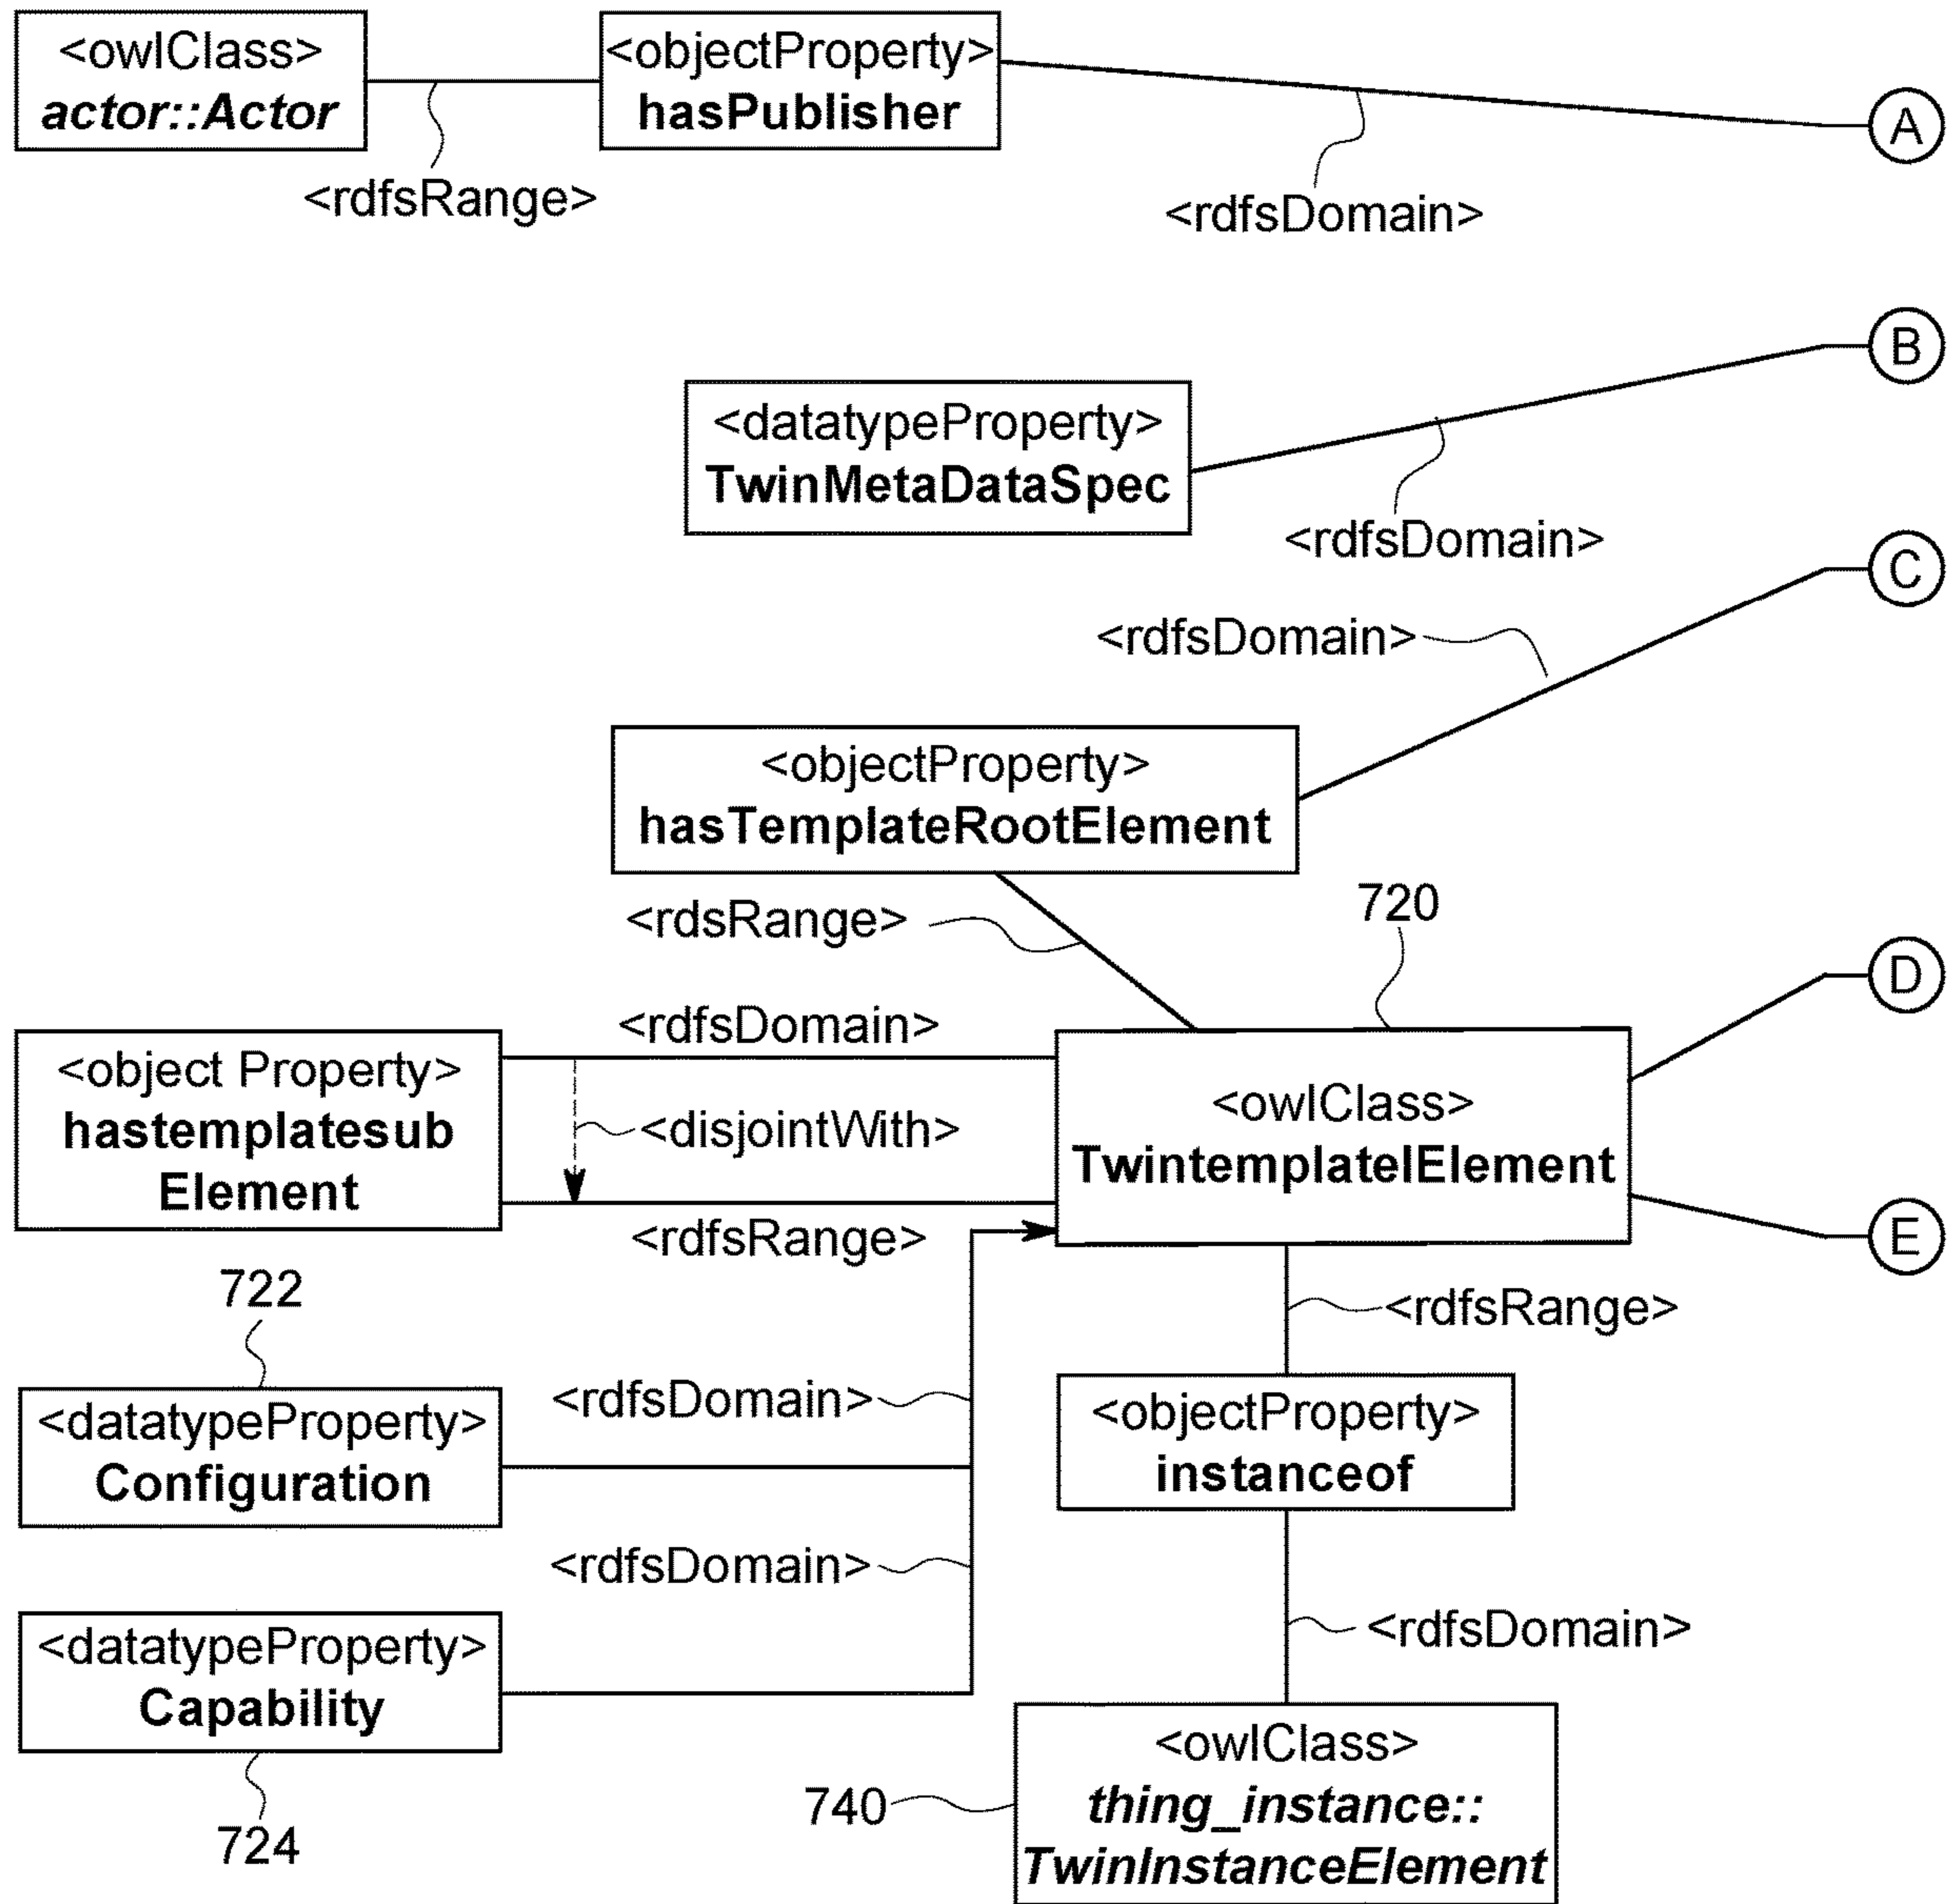 <owlClass>
actor::Actor
<objectProperty>
hasPublisher
A
<rdfsRange>
<rdfsDomain>
B
<datatypeProperty>
TwinMetaDataSpec
<rdfsDomain>
C
<rdfsDomain>
<objectProperty>
hasTemplateRootElement
<rdsRange>
720
D
<rdfsDomain>
<object Property>
hastemplatesub
Element
<disjointWith>
<owlClass>
TwintemplatelElement
<rdfsRange>
E
722
<rdfsRange>
<datatypeProperty>
Configuration
<rdfsDomain>
<objectProperty>
instanceof
<rdfsDomain>
<datatypeProperty>
Capability
<rdfsDomain>
724
740
<owlClass>
thing_instance::
TwinInstanceElement